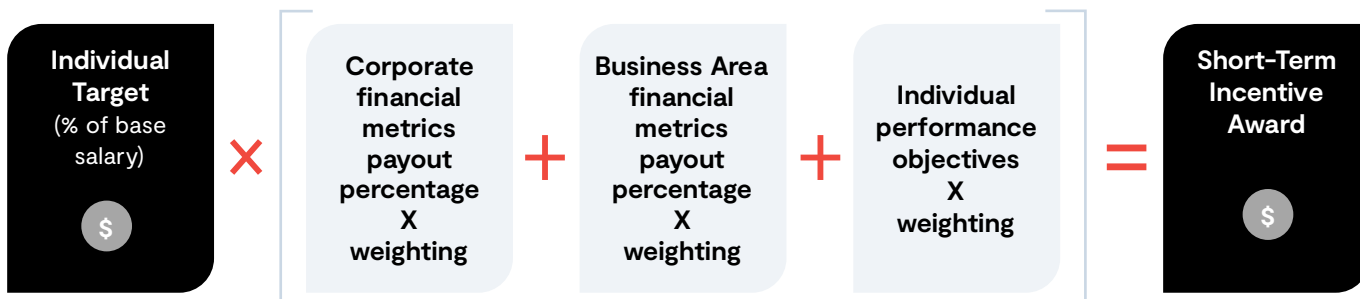 Individual
Target
(% of base
salary)
$
×
Corporate
financial
metrics
payout
percentage
X
weighting
+
Business Area
financial
metrics
payout
percentage
X
weighting
+
Individual
performance
objectives
X
weighting
=
Short-Term
Incentive
Award
$